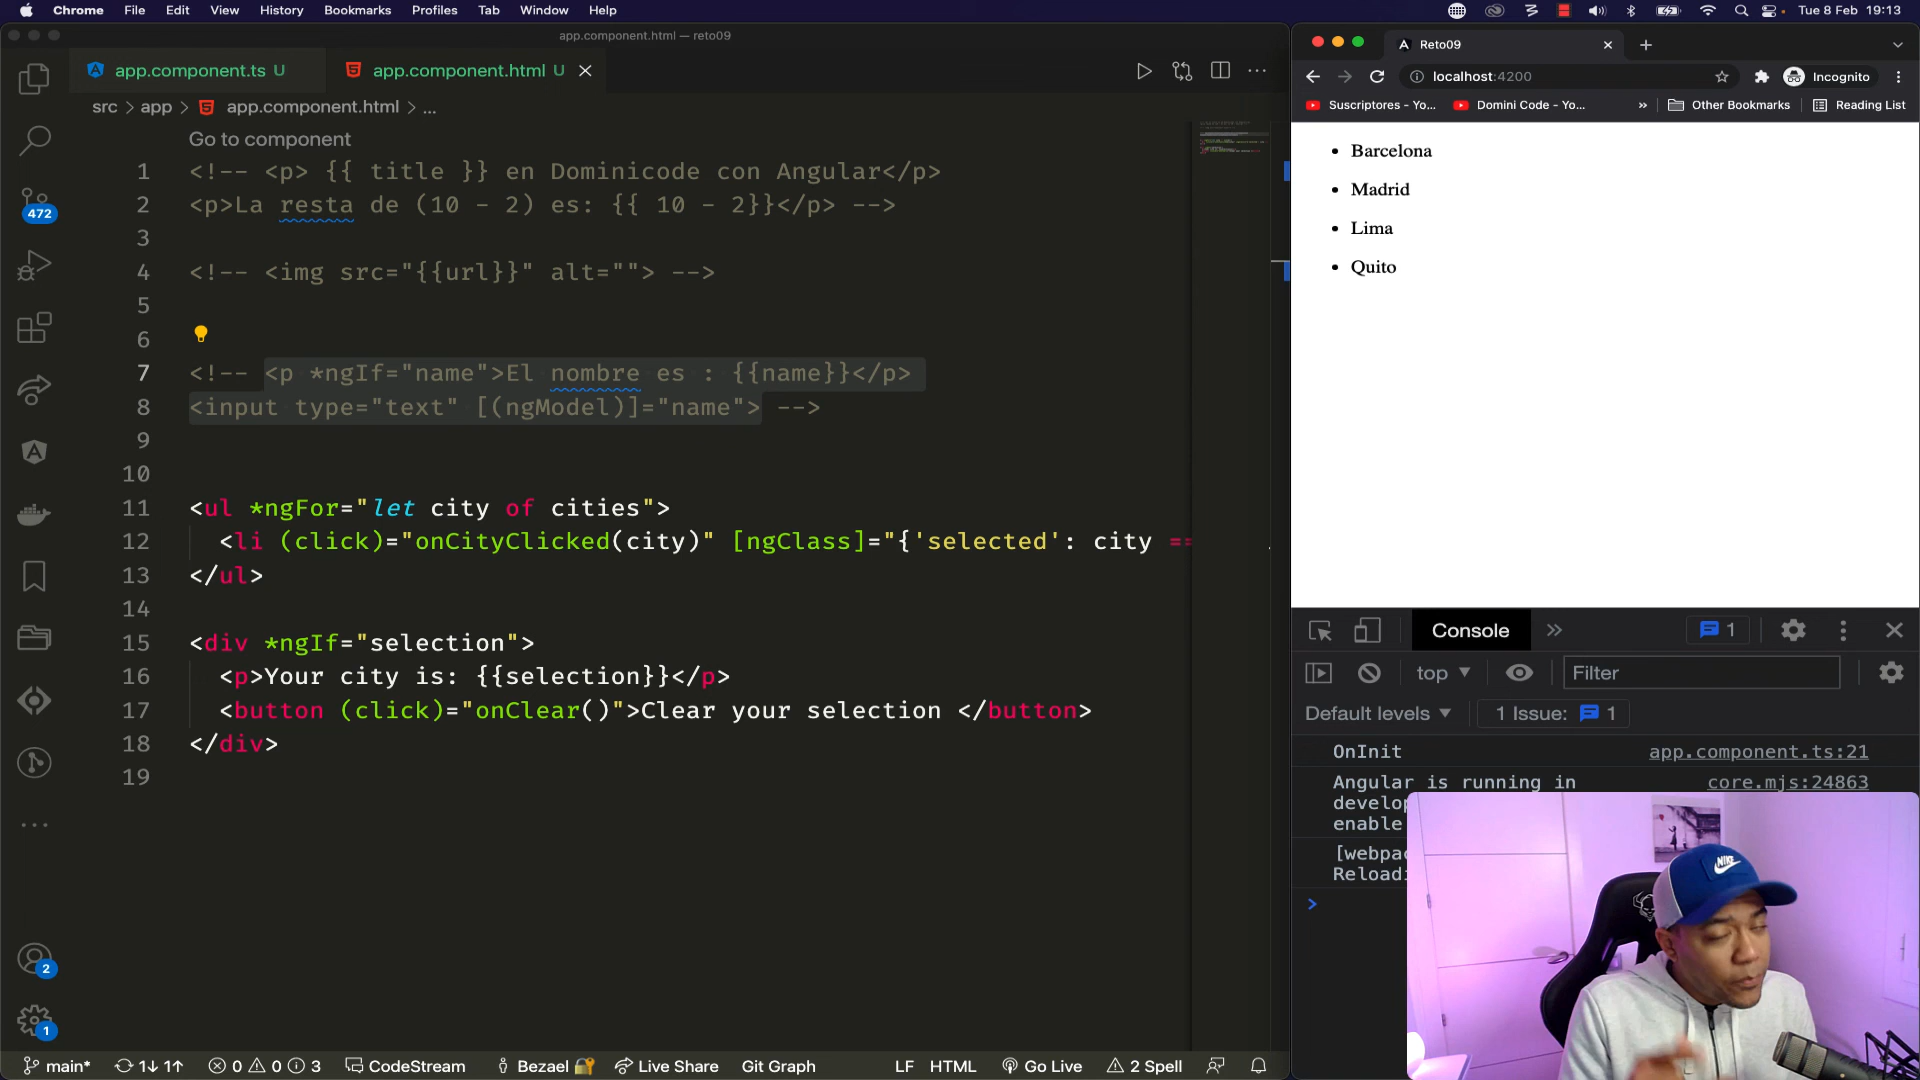 Chrome File Edit View History Bookmarks Profiles Tab Window Help Tue 8 Feb 19:13
app.component.html — reto09
app.component.ts U app.component.html U
src > app > app.component.html > ...
Go to component
1 <!-- <p> {{ title }} en Dominicode con Angular</p>
2 <p>La resta de (10 - 2) es: {{ 10 - 2}}</p> -->
3
4 <!-- <img src="{{url}}" alt=""> -->
5
6
7 <!-- <p *ngIf="name">El nombre es : {{name}}</p>
8 <input type="text" [(ngModel)]="name"> -->
9
10
11 <ul *ngFor="let city of cities">
12 <li (click)="onCityClicked(city)" [ngClass]="{'selected': city ==
13 </ul>
14
15 <div *ngIf="selection">
16 <p>Your city is: {{selection}}</p>
17 <button (click)="onClear()">Clear your selection </button>
18 </div>
19
472
2
1
main* 1↓ 1↑ 0 0 3 CodeStream Bezael Live Share Git Graph LF HTML Go Live 2 Spell
Reto09
localhost:4200 Incognito
Suscriptores - Yo... Domini Code - Yo... » Other Bookmarks Reading List
• Barcelona
• Madrid
• Lima
• Quito
Console » 1
top Filter
Default levels 1 Issue: 1
OnInit app.component.ts:21
Angular is running in core.mjs:24863
develop
enable
[webpac
Reload
>
NIKE